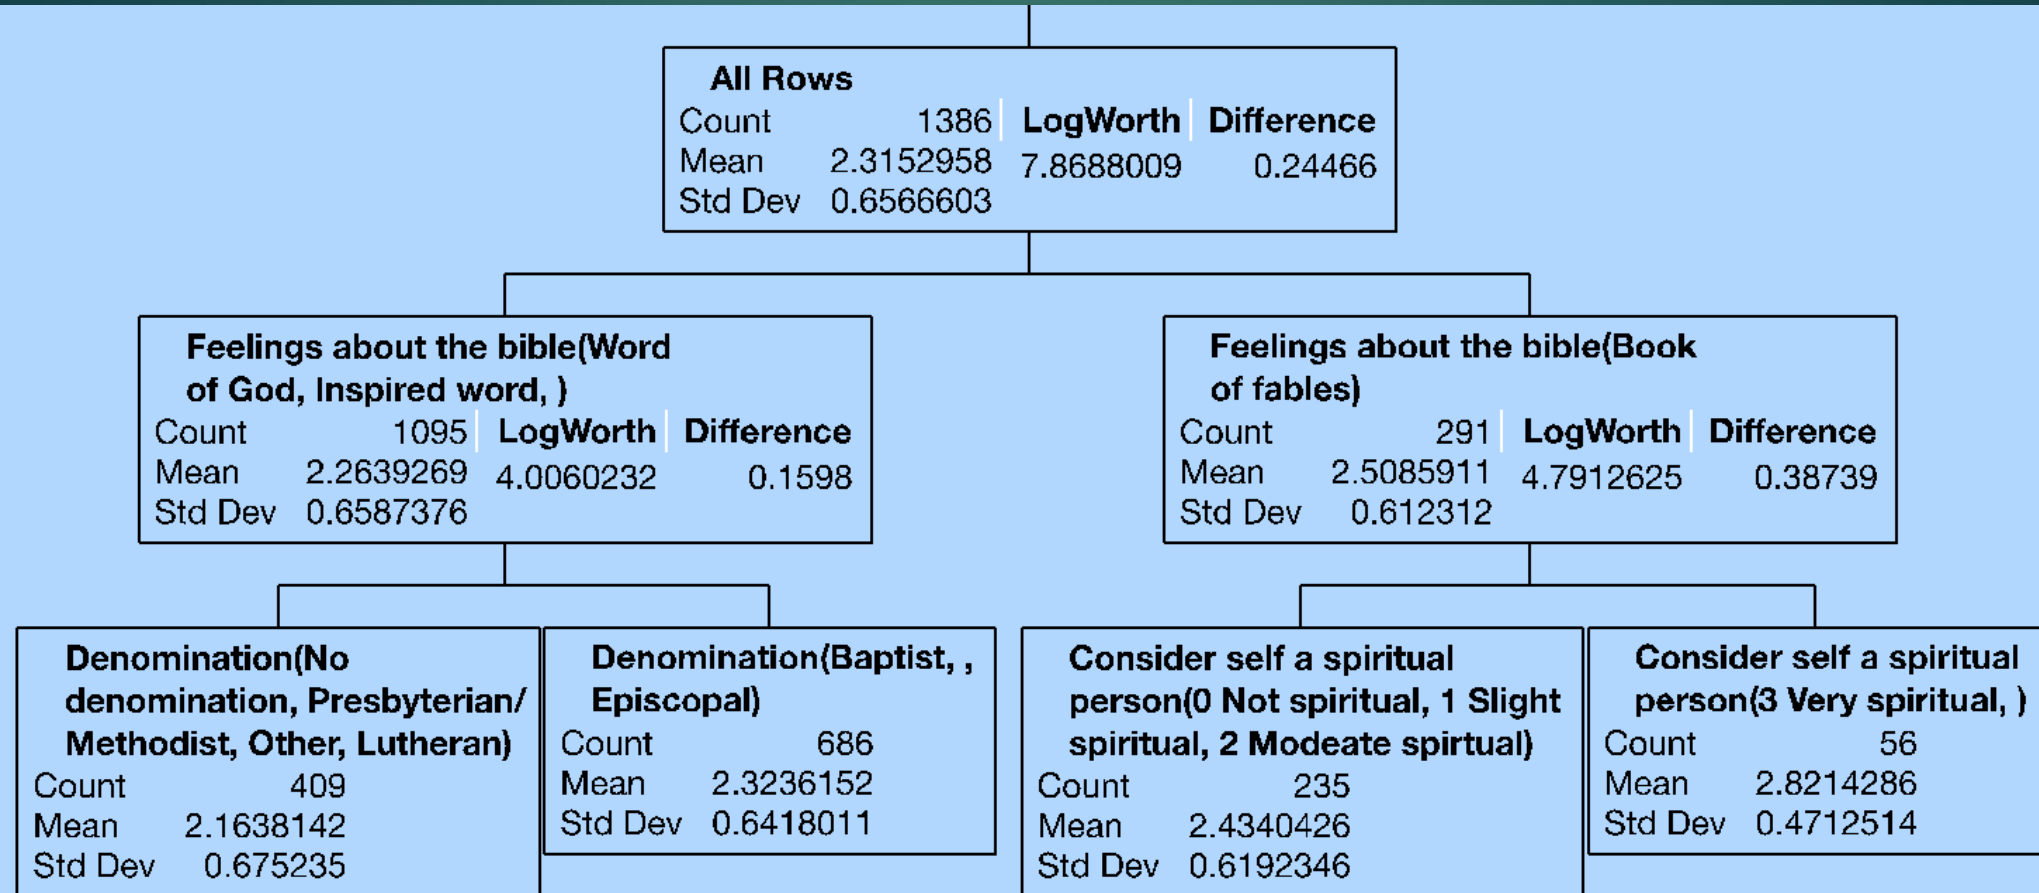 All Rows
Count 1386 LogWorth Difference
Mean 2.3152958 7.8688009 0.24466
Std Dev 0.6566603
Feelings about the bible(Word
of God, Inspired word, )
Count 1095 LogWorth Difference
Mean 2.2639269 4.0060232 0.1598
Std Dev 0.6587376
Feelings about the bible(Book
of fables)
Count 291 LogWorth Difference
Mean 2.5085911 4.7912625 0.38739
Std Dev 0.612312
Denomination(No
denomination, Presbyterian/
Methodist, Other, Lutheran)
Count 409
Mean 2.1638142
Std Dev 0.675235
Denomination(Baptist, ,
Episcopal)
Count 686
Mean 2.3236152
Std Dev 0.6418011
Consider self a spiritual
person(0 Not spiritual, 1 Slight
spiritual, 2 Modeate spirtual)
Count 235
Mean 2.4340426
Std Dev 0.6192346
Consider self a spiritual
person(3 Very spiritual, )
Count 56
Mean 2.8214286
Std Dev 0.4712514